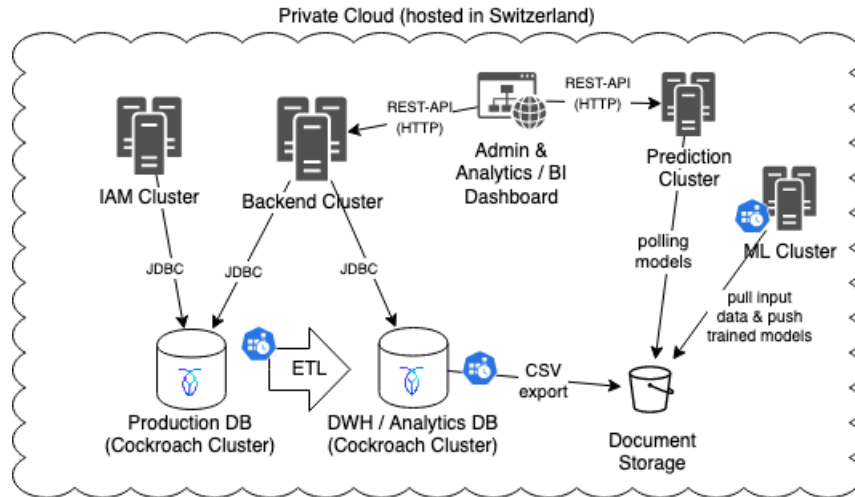 Private Cloud (hosted in Switzerland)
REST-API
(HTTP)
REST-API
(HTTP)
Admin &
Analytics / BI
Dashboard
IAM Cluster
Backend Cluster
Prediction
Cluster
ML Cluster
JDBC
JDBC
JDBC
polling
models
pull input
data & push
trained models
ETL
CSV
export
Production DB
(Cockroach Cluster)
DWH / Analytics DB
(Cockroach Cluster)
Document
Storage